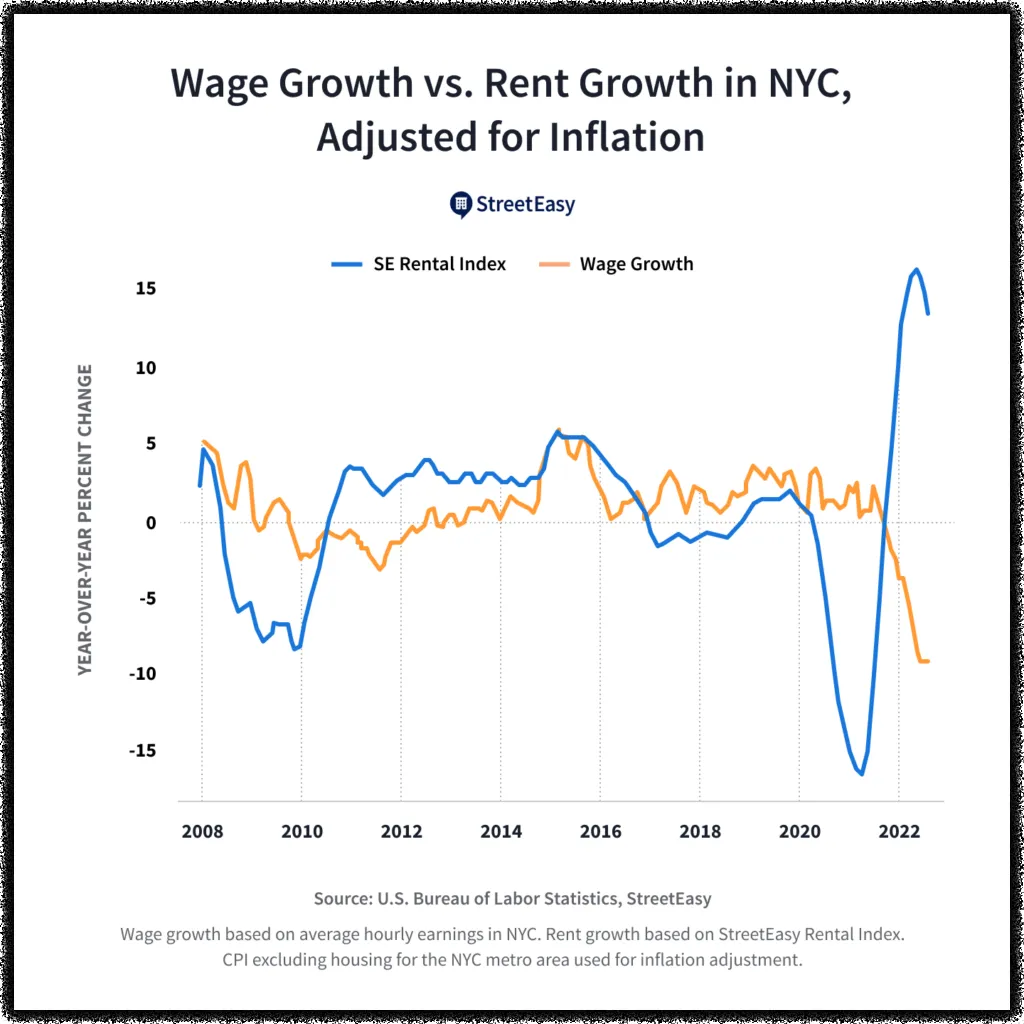 Wage Growth vs. Rent Growth in NYC,
Adjusted for Inflation
StreetEasy
SE Rental Index Wage Growth
YEAR-OVER-YEAR PERCENT CHANGE
15
10
5
0
-5
-10
-15
2008 2010 2012 2014 2016 2018 2020 2022
Source: U.S. Bureau of Labor Statistics, StreetEasy
Wage growth based on average hourly earnings in NYC. Rent growth based on StreetEasy Rental Index.
CPI excluding housing for the NYC metro area used for inflation adjustment.